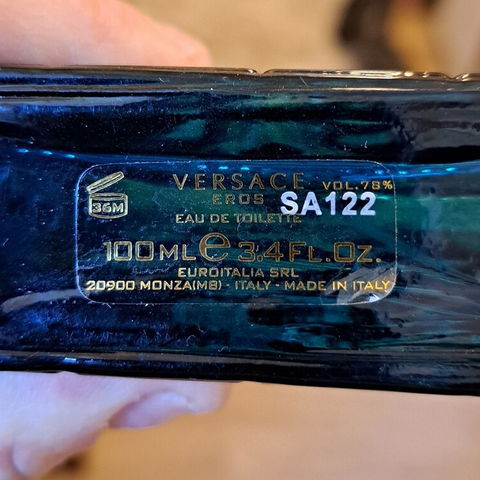 36M
VERSACE VOL.78%
EROS SA122
EAU DE TOILETTE
100ML e 3.4FL.OZ.
EUROITALIA SRL
20900 MONZA(MB) - ITALY - MADE IN ITALY